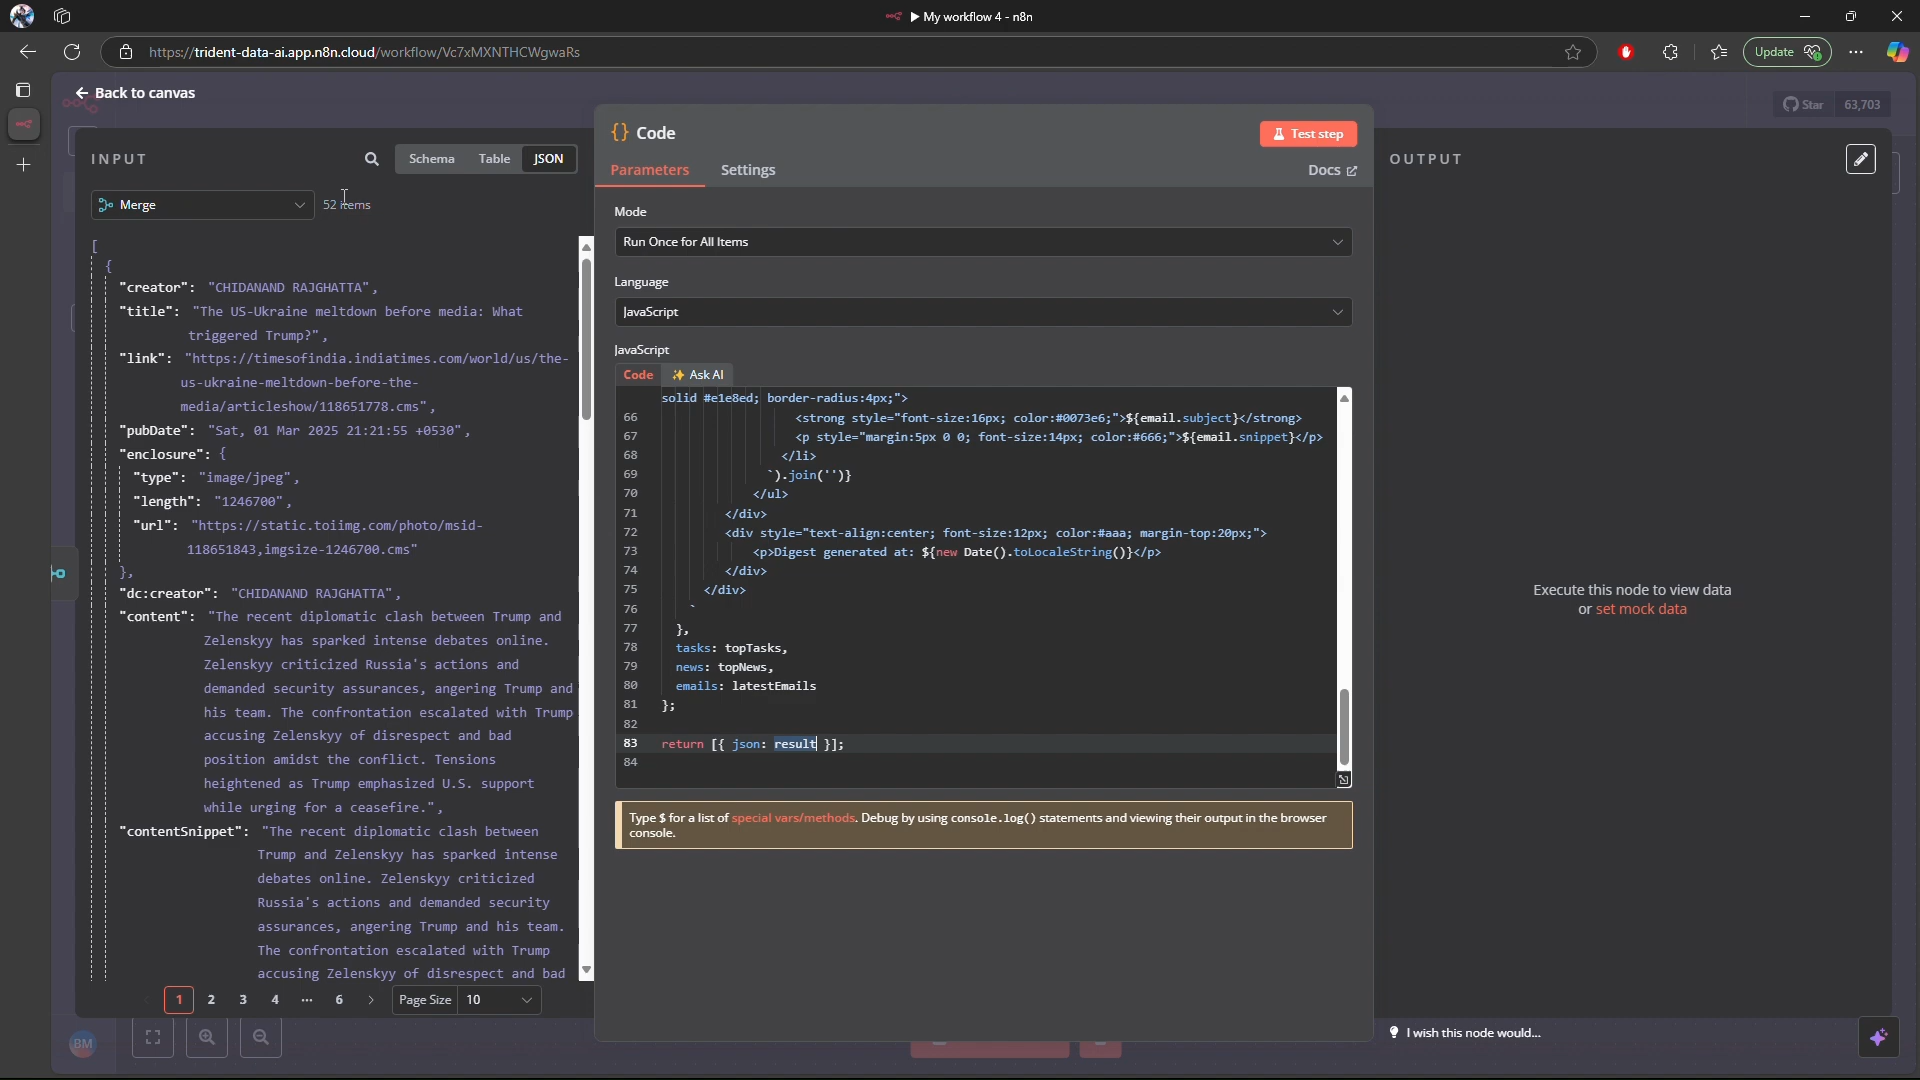 ▶ My workflow 4 - n8n
https://trident-data-ai.app.n8n.cloud/workflow/Vc7xMXNTHCWgwaRs
Update
Back to canvas
Star 63,703
INPUT
Schema Table JSON
Merge
52 items
[
{
"creator": "CHIDANAND RAJGHATTA",
"title": "The US-Ukraine meltdown before media: What
triggered Trump?",
"link": "https://timesofindia.indiatimes.com/world/us/the-
us-ukraine-meltdown-before-the-
media/articleshow/118651778.cms",
"pubDate": "Sat, 01 Mar 2025 21:21:55 +0530",
"enclosure": {
"type": "image/jpeg",
"length": "1246700",
"url": "https://static.toiimg.com/photo/msid-
118651843,imgsize-1246700.cms"
},
"dc:creator": "CHIDANAND RAJGHATTA",
"content": "The recent diplomatic clash between Trump and
Zelenskyy has sparked intense debates online.
Zelenskyy criticized Russia's actions and
demanded security assurances, angering Trump and
his team. The confrontation escalated with Trump
accusing Zelenskyy of disrespect and bad
position amidst the conflict. Tensions
heightened as Trump emphasized U.S. support
while urging for a ceasefire.",
"contentSnippet": "The recent diplomatic clash between
Trump and Zelenskyy has sparked intense
debates online. Zelenskyy criticized
Russia's actions and demanded security
assurances, angering Trump and his team.
The confrontation escalated with Trump
accusing Zelenskyy of disrespect and bad
1 2 3 4 ... 6
Page Size 10
BM
{} Code
Test step
Parameters Settings
Docs
Mode
Run Once for All Items
Language
JavaScript
JavaScript
Code Ask AI
solid #e1e8ed; border-radius:4px;">
66 <strong style="font-size:16px; color:#0073e6;">${email.subject}</strong>
67 <p style="margin:5px 0 0; font-size:14px; color:#666;">${email.snippet}</p>
68 </li>
69 `).join('')}
70 </ul>
71 </div>
72 <div style="text-align:center; font-size:12px; color:#aaa; margin-top:20px;">
73 <p>Digest generated at: ${new Date().toLocaleString()}</p>
74 </div>
75 </div>
76 `
77 },
78 tasks: topTasks,
79 news: topNews,
80 emails: latestEmails
81 };
82
83 return [{ json: result }];
84
Type $ for a list of special vars/methods. Debug by using console.log() statements and viewing their output in the browser
console.
OUTPUT
Execute this node to view data
or set mock data
I wish this node would...